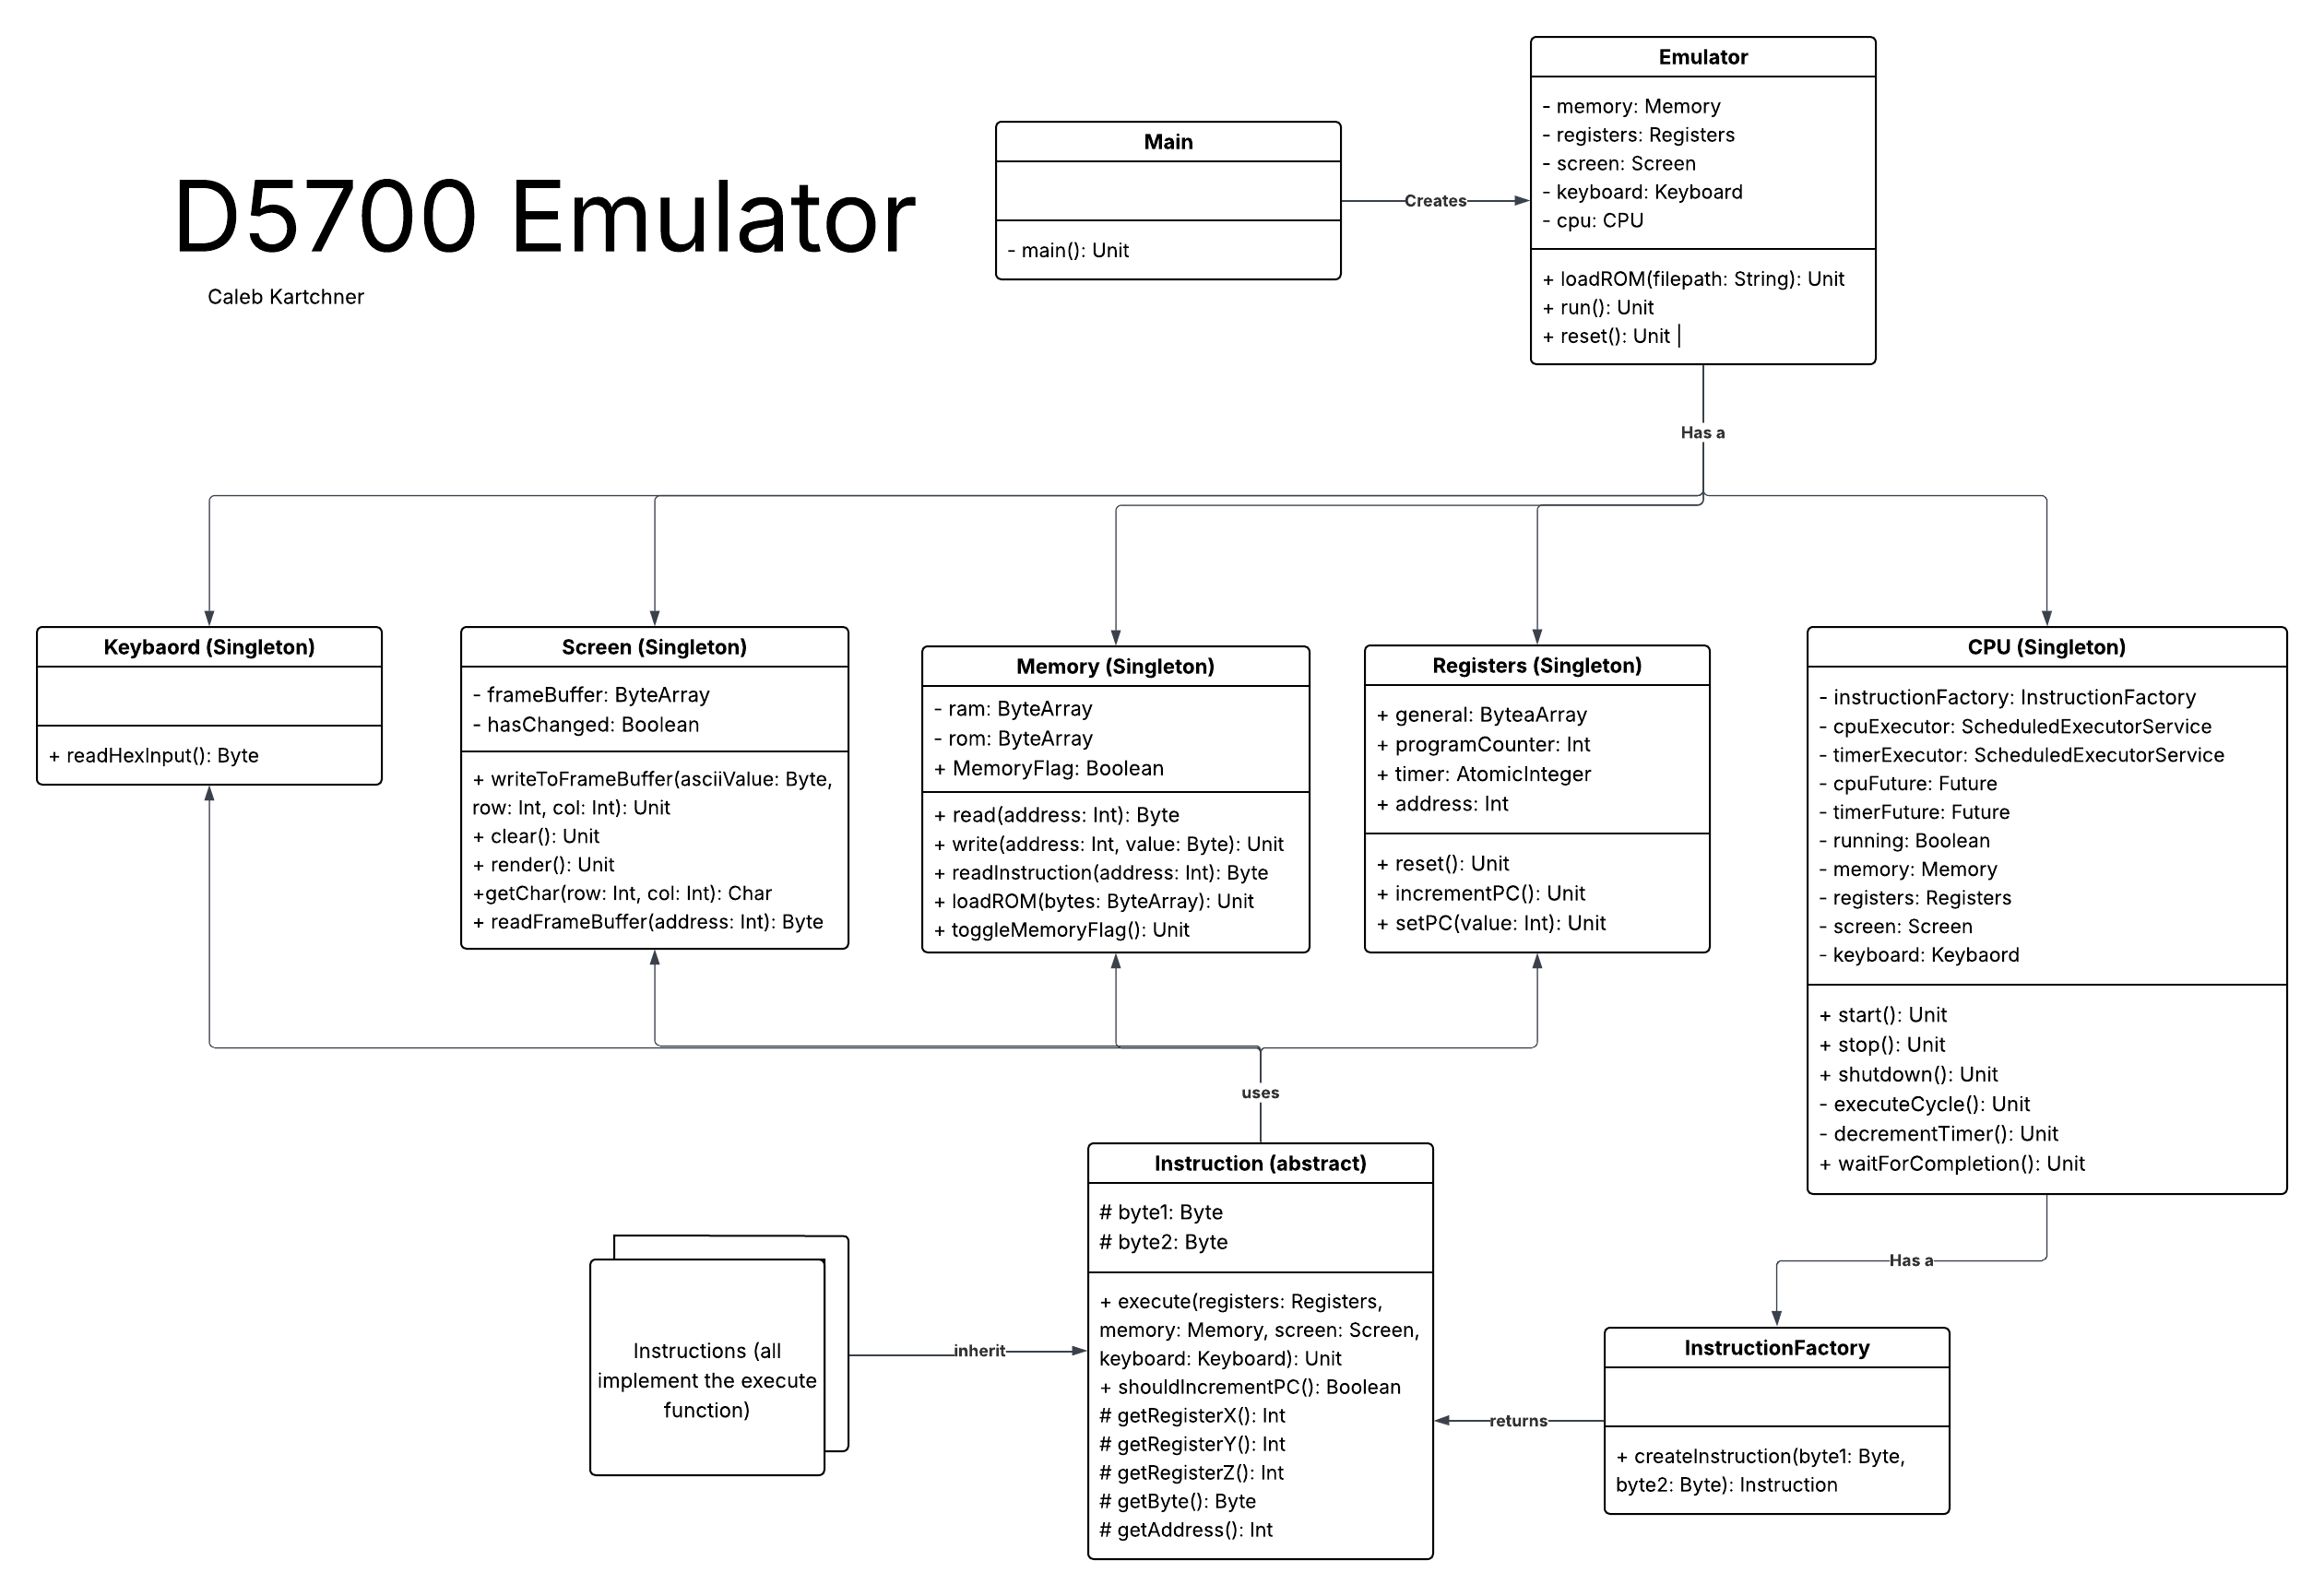 D5700 Emulator
Caleb Kartchner
Main
- main(): Unit
Creates
Emulator
- memory: Memory
- registers: Registers
- screen: Screen
- keyboard: Keyboard
- cpu: CPU
+ loadROM(filepath: String): Unit
+ run(): Unit
+ reset(): Unit |
Has a
Keybaord (Singleton)
+ readHexInput(): Byte
Screen (Singleton)
- frameBuffer: ByteArray
- hasChanged: Boolean
+ writeToFrameBuffer(asciiValue: Byte,
row: Int, col: Int): Unit
+ clear(): Unit
+ render(): Unit
+getChar(row: Int, col: Int): Char
+ readFrameBuffer(address: Int): Byte
Memory (Singleton)
- ram: ByteArray
- rom: ByteArray
+ MemoryFlag: Boolean
+ read(address: Int): Byte
+ write(address: Int, value: Byte): Unit
+ readInstruction(address: Int): Byte
+ loadROM(bytes: ByteArray): Unit
+ toggleMemoryFlag(): Unit
Registers (Singleton)
+ general: ByteaArray
+ programCounter: Int
+ timer: AtomicInteger
+ address: Int
+ reset(): Unit
+ incrementPC(): Unit
+ setPC(value: Int): Unit
CPU (Singleton)
- instructionFactory: InstructionFactory
- cpuExecutor: ScheduledExecutorService
- timerExecutor: ScheduledExecutorService
- cpuFuture: Future
- timerFuture: Future
- running: Boolean
- memory: Memory
- registers: Registers
- screen: Screen
- keyboard: Keybaord
+ start(): Unit
+ stop(): Unit
+ shutdown(): Unit
- executeCycle(): Unit
- decrementTimer(): Unit
+ waitForCompletion(): Unit
uses
Instructions (all
implement the execute
function)
inherit
Instruction (abstract)
# byte1: Byte
# byte2: Byte
+ execute(registers: Registers,
memory: Memory, screen: Screen,
keyboard: Keyboard): Unit
+ shouldIncrementPC(): Boolean
# getRegisterX(): Int
# getRegisterY(): Int
# getRegisterZ(): Int
# getByte(): Byte
# getAddress(): Int
returns
Has a
InstructionFactory
+ createInstruction(byte1: Byte,
byte2: Byte): Instruction